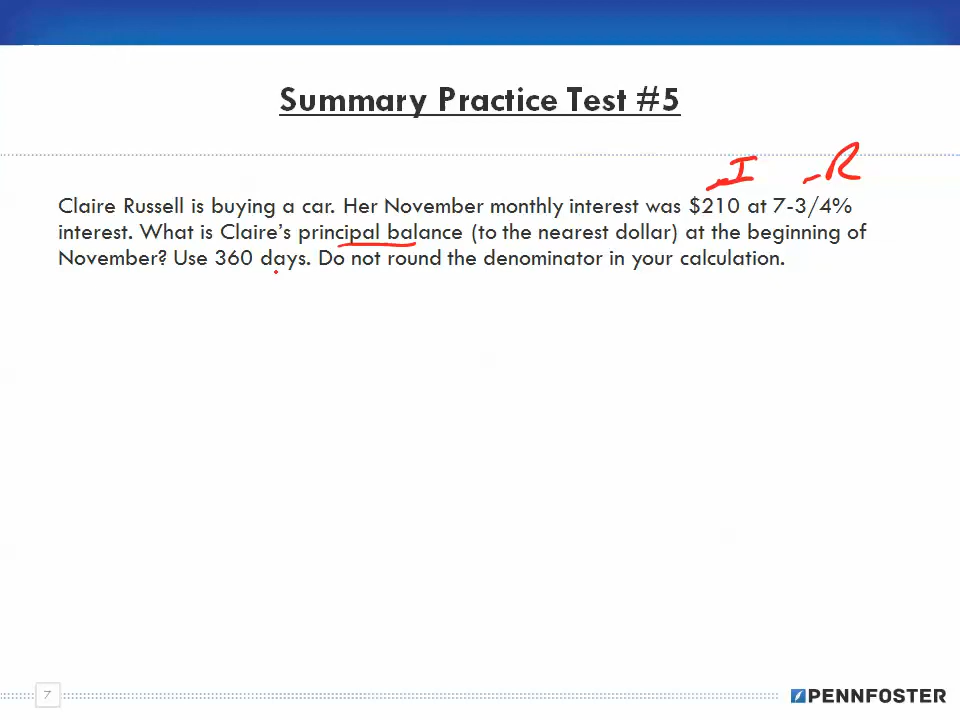 Summary Practice Test #5
I R
Claire Russell is buying a car. Her November monthly interest was $210 at 7-3/4%
interest. What is Claire's principal balance (to the nearest dollar) at the beginning of
November? Use 360 days. Do not round the denominator in your calculation.
7
PENNFOSTER